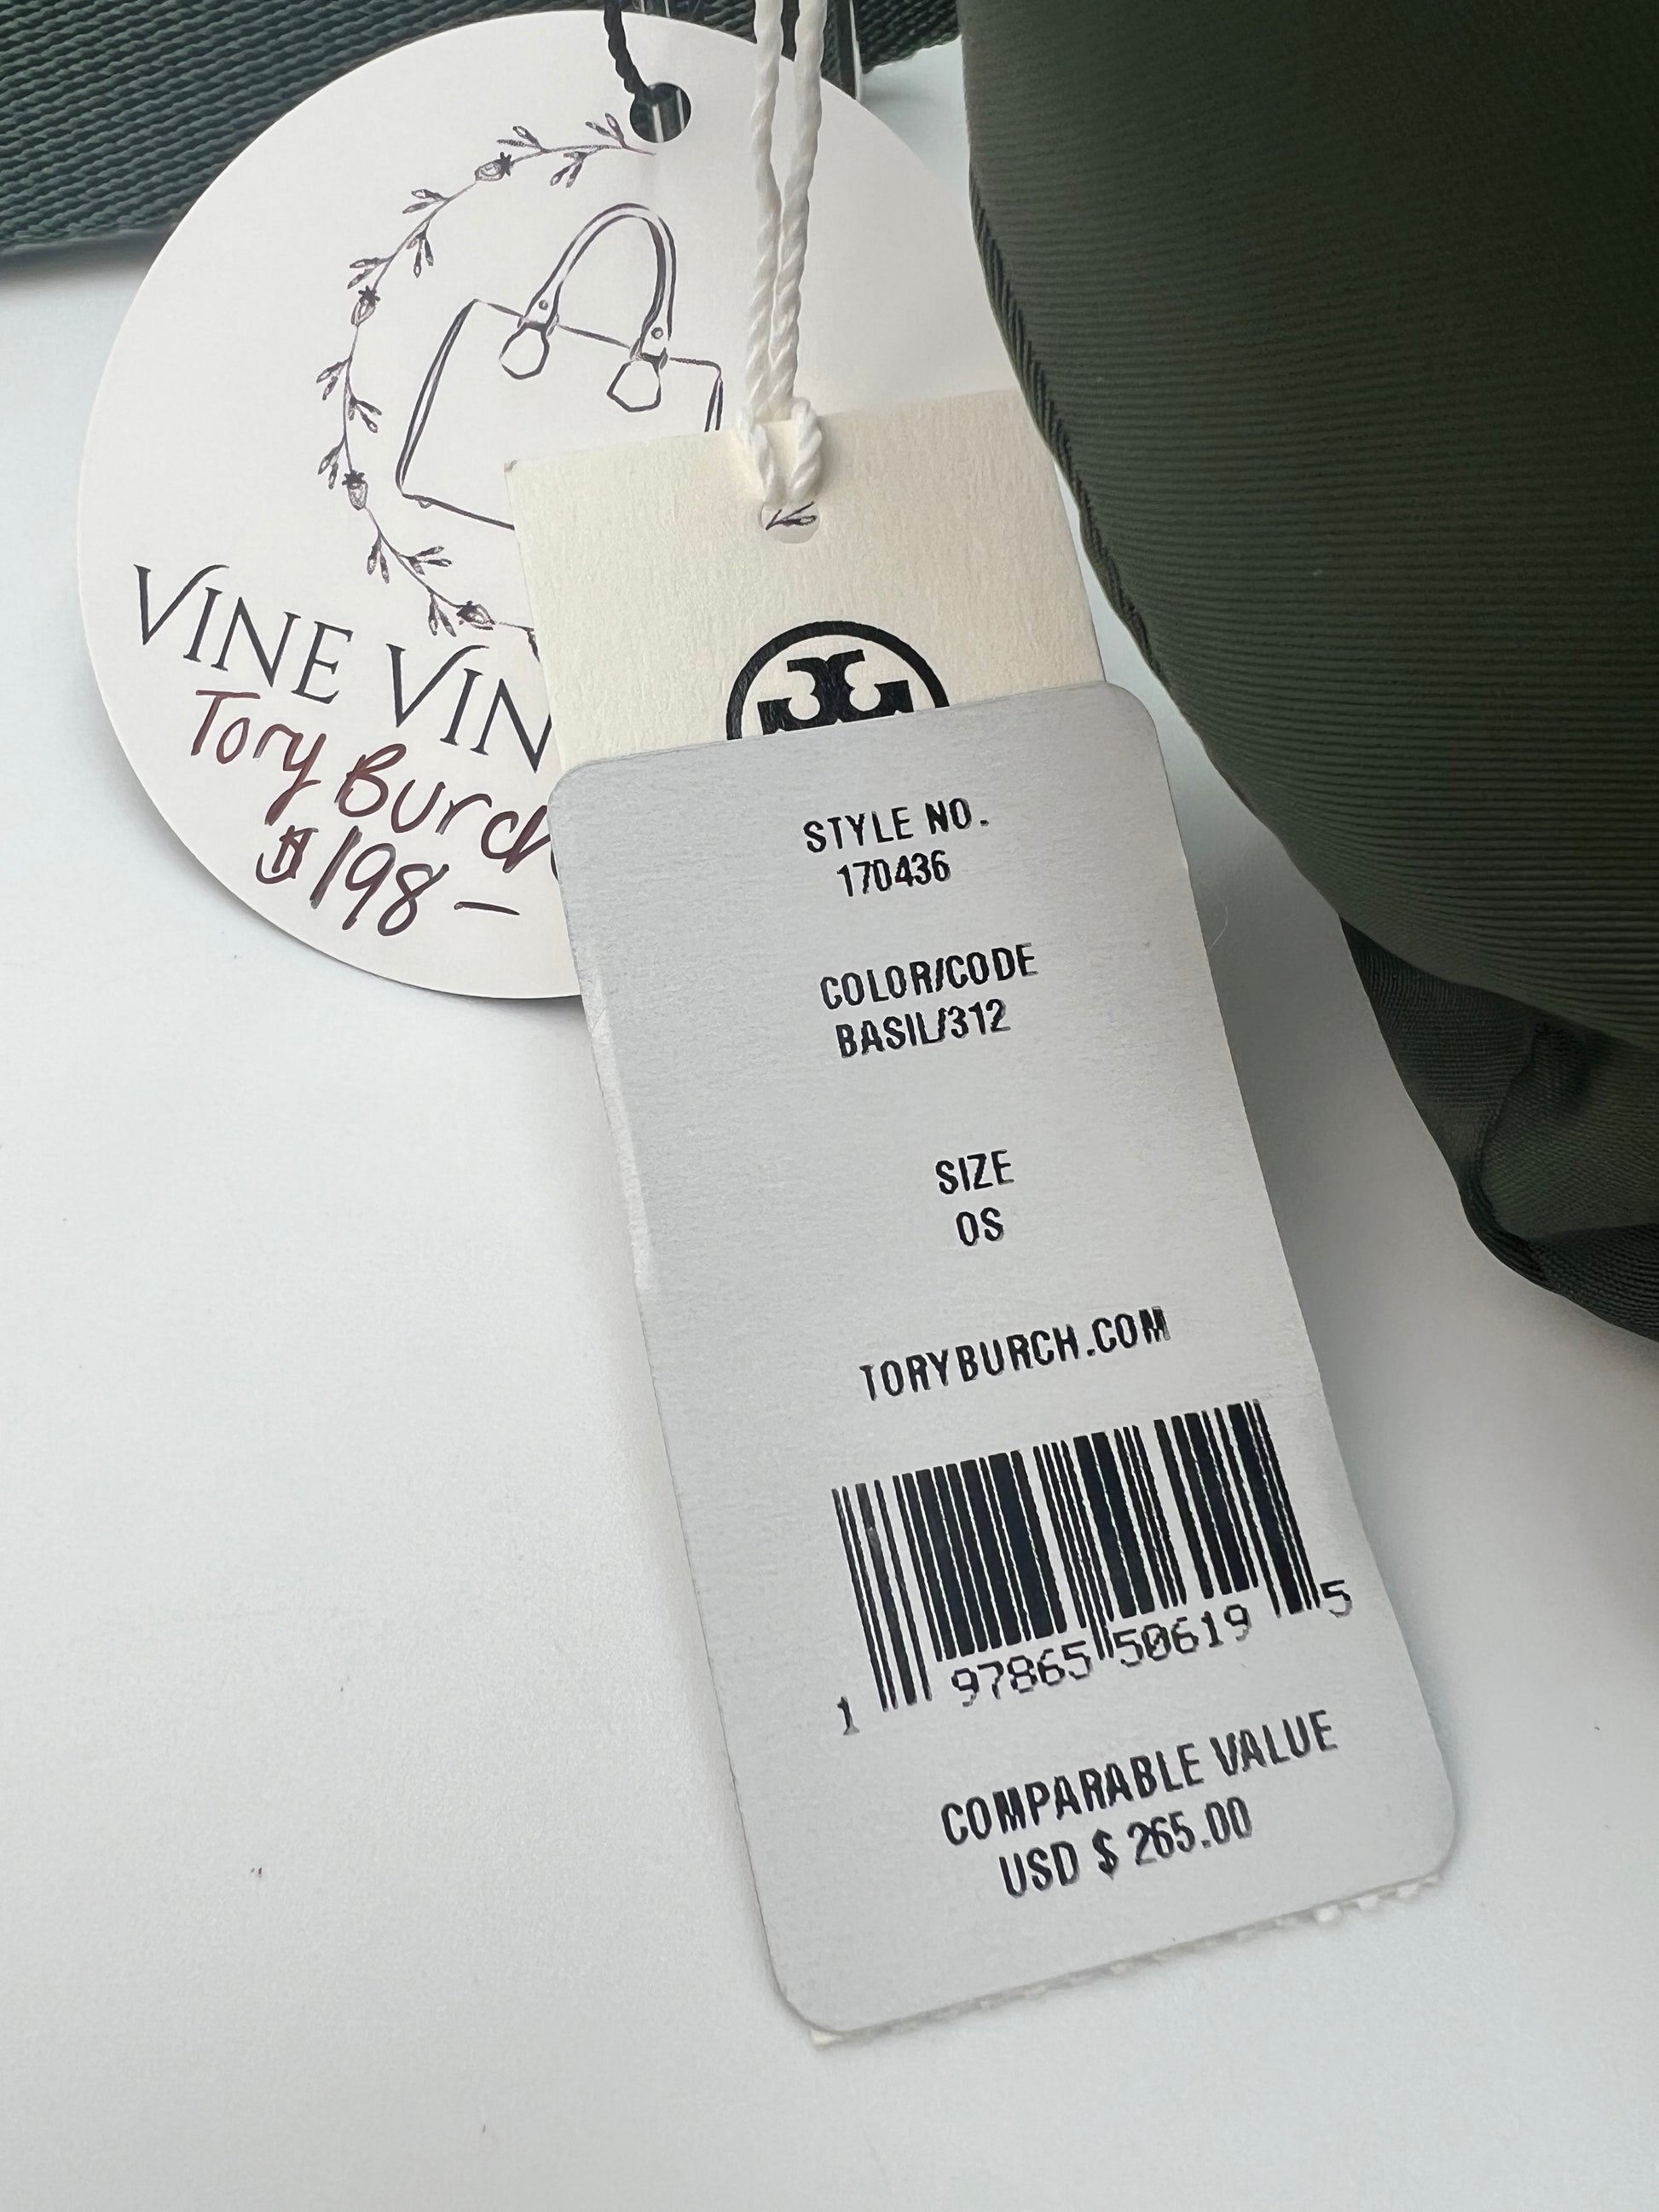 VINE VIN
Tory Burch
$198-
STYLE NO.
170436
COLOR/CODE
BASIL/312
SIZE
OS
TORYBURCH.COM
1 97865 50619 5
COMPARABLE VALUE
USD $ 265.00